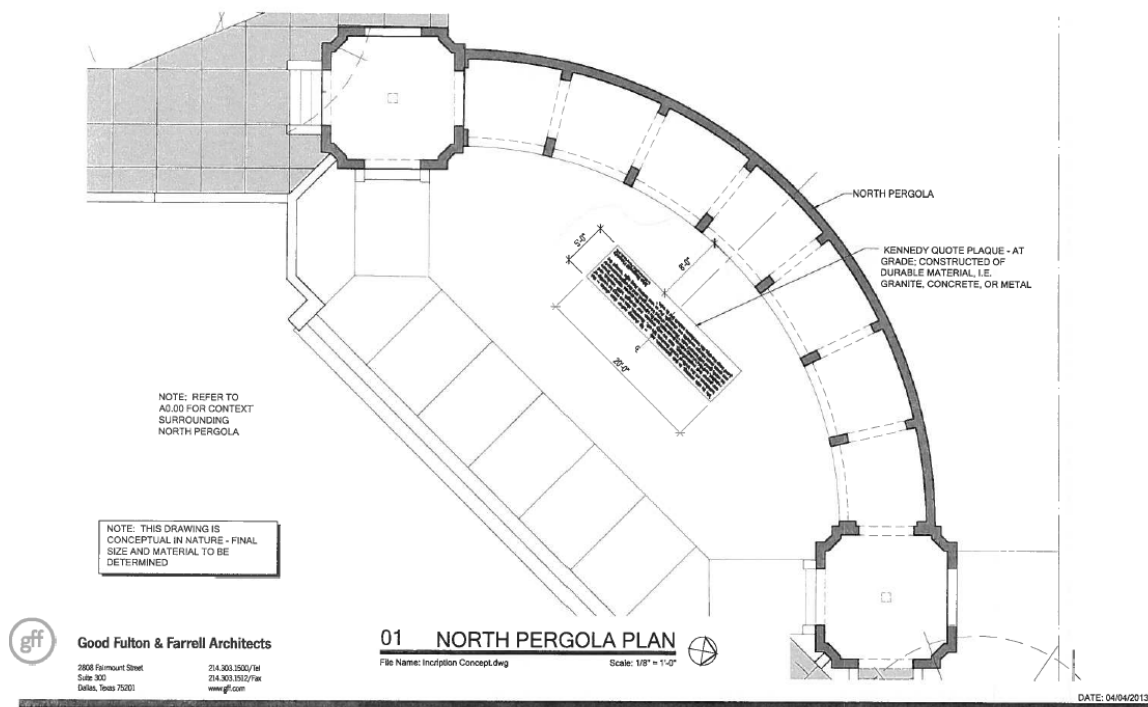 NORTH PERGOLA
KENNEDY QUOTE PLAQUE - AT
GRADE; CONSTRUCTED OF
DURABLE MATERIAL, I.E.
GRANITE, CONCRETE, OR METAL
5'-0"
8'-0"
20'-0"
NOTE: REFER TO
A0.00 FOR CONTEXT
SURROUNDING
NORTH PERGOLA
NOTE: THIS DRAWING IS
CONCEPTUAL IN NATURE - FINAL
SIZE AND MATERIAL TO BE
DETERMINED
gff
Good Fulton & Farrell Architects
2808 Fairmount Street 214.303.1500/Tel
Suite 300 214.303.1512/Fax
Dallas, Texas 75201 www.gff.com
01 NORTH PERGOLA PLAN
File Name: Incription Concept.dwg Scale: 1/8" = 1'-0"
DATE: 04/04/2013